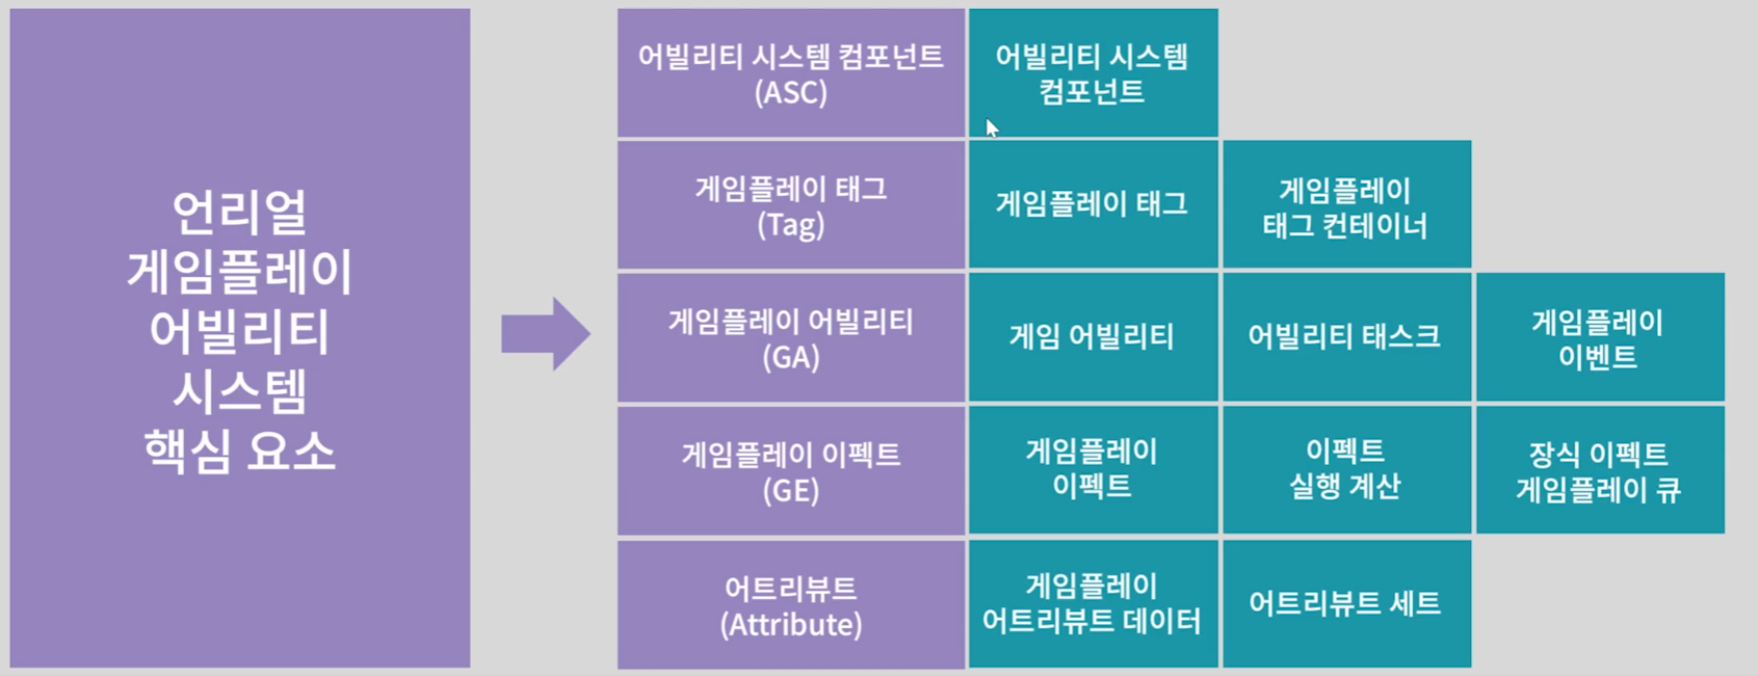 언리얼
게임플레이
어빌리티
시스템
핵심 요소
어빌리티 시스템 컴포넌트
(ASC)
어빌리티 시스템
컴포넌트
게임플레이 태그
(Tag)
게임플레이 태그
게임플레이
태그 컨테이너
게임플레이 어빌리티
(GA)
게임 어빌리티
어빌리티 태스크
게임플레이
이벤트
게임플레이 이펙트
(GE)
게임플레이
이펙트
이펙트
실행 계산
장식 이펙트
게임플레이 큐
어트리뷰트
(Attribute)
게임플레이
어트리뷰트 데이터
어트리뷰트 세트